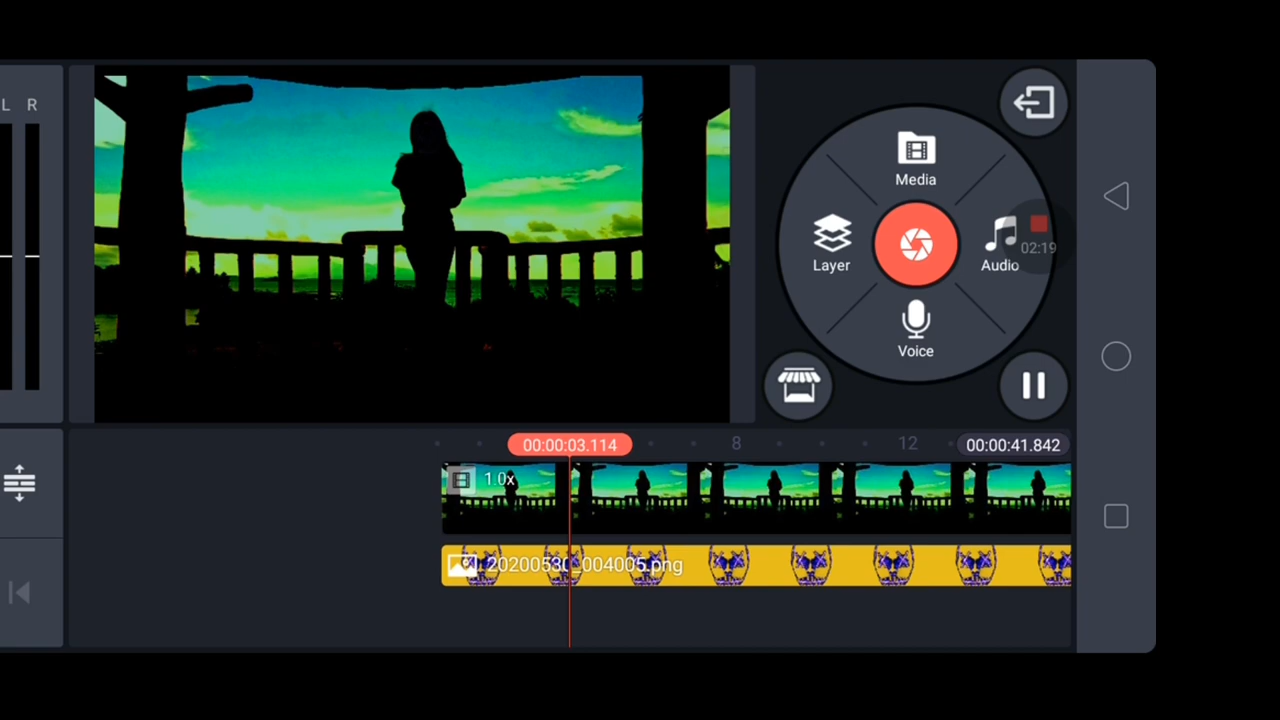 L R
Media
Layer
Audio
02:19
Voice
00:00:03.114
8
12
00:00:41.842
1.0x
20200530_004005.png